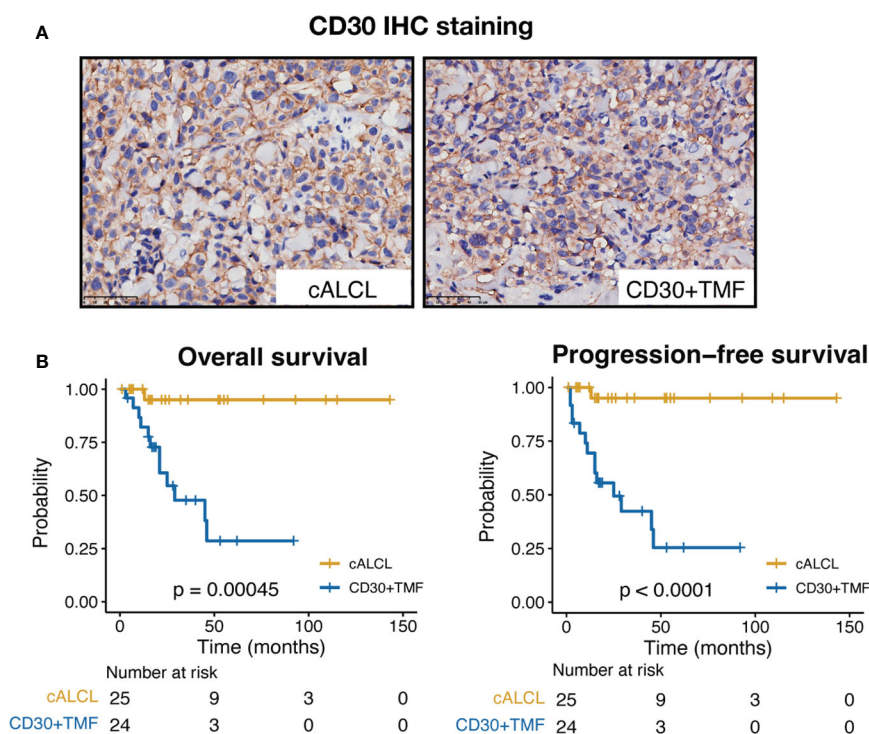 A
CD30 IHC staining
cALCL
CD30+TMF
B
Overall survival
1.00
0.75
0.50
0.25
0.00
Probability
cALCL
CD30+TMF
p = 0.00045
0 50 100 150
Time (months)
Number at risk
cALCL 25 9 3 0
CD30+TMF 24 3 0 0
Progression-free survival
1.00
0.75
0.50
0.25
0.00
Probability
cALCL
CD30+TMF
p < 0.0001
0 50 100 150
Time (months)
Number at risk
cALCL 25 9 3 0
CD30+TMF 24 3 0 0